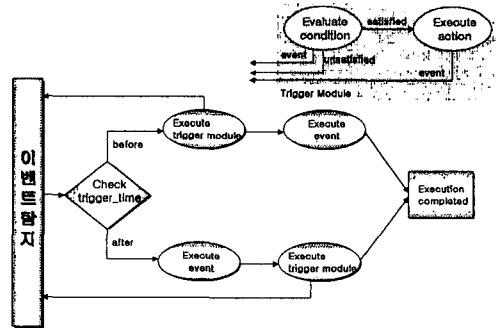 Evaluate
condition
satisfied
Execute
action
event
unsatisfied
event
Trigger Module
이벤트감지
Check
trigger_time
before
after
Execute
trigger module
Execute
event
Execute
event
Execute
trigger module
Execution
completed